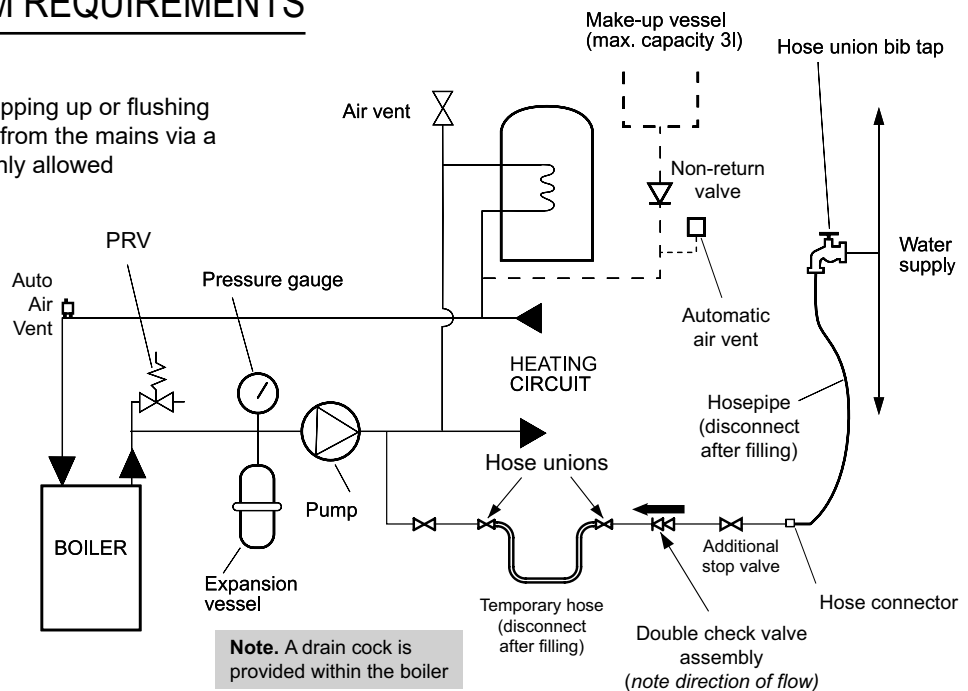 REQUIREMENTS
pping up or flushing
from the mains via a
nly allowed
Make-up vessel
(max. capacity 3l)
Hose union bib tap
Air vent
Non-return
valve
PRV
Auto
Air
Vent
Pressure gauge
Automatic
air vent
Water
supply
HEATING
CIRCUIT
Hosepipe
(disconnect
after filling)
Hose unions
Pump
BOILER
Expansion
vessel
Additional
stop valve
Temporary hose
(disconnect
after filling)
Hose connector
Double check valve
assembly
(note direction of flow)
Note. A drain cock is
provided within the boiler